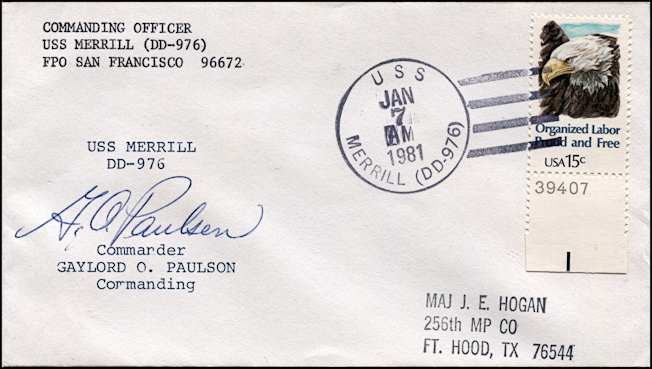 COMMANDING OFFICER
USS MERRILL (DD-976)
FPO SAN FRANCISCO 96672
USS
JAN
7
AM
1981
MERRILL (DD-976)
Organized Labor
Proud and Free
USA 15c
39407
USS MERRILL
DD-976
G. O. Paulson
Commander
GAYLORD O. PAULSON
Commanding
MAJ J. E. HOGAN
256th MP CO
FT. HOOD, TX 76544